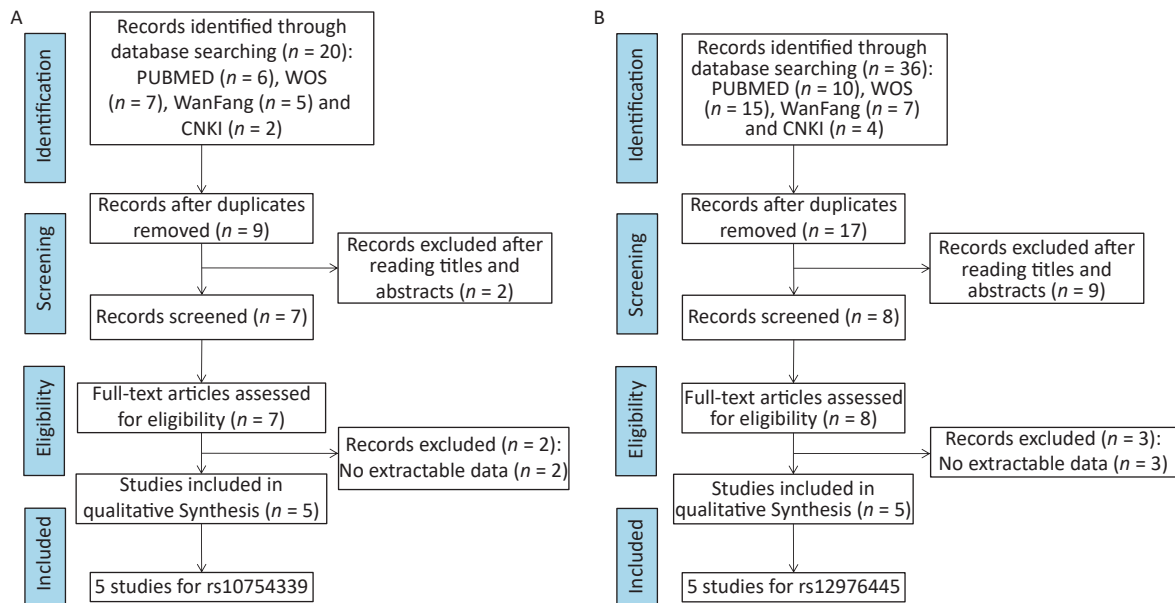 A
Identification
Records identified through
database searching (n = 20):
PUBMED (n = 6), WOS
(n = 7), WanFang (n = 5) and
CNKI (n = 2)
Screening
Records after duplicates
removed (n = 9)
Records excluded after
reading titles and
abstracts (n = 2)
Records screened (n = 7)
Eligibility
Full-text articles assessed
for eligibility (n = 7)
Records excluded (n = 2):
No extractable data (n = 2)
Included
Studies included in
qualitative Synthesis (n = 5)
5 studies for rs10754339
B
Identification
Records identified through
database searching (n = 36):
PUBMED (n = 10), WOS
(n = 15), WanFang (n = 7)
and CNKI (n = 4)
Screening
Records after duplicates
removed (n = 17)
Records excluded after
reading titles and
abstracts (n = 9)
Records screened (n = 8)
Eligibility
Full-text articles assessed
for eligibility (n = 8)
Records excluded (n = 3):
No extractable data (n = 3)
Included
Studies included in
qualitative Synthesis (n = 5)
5 studies for rs12976445